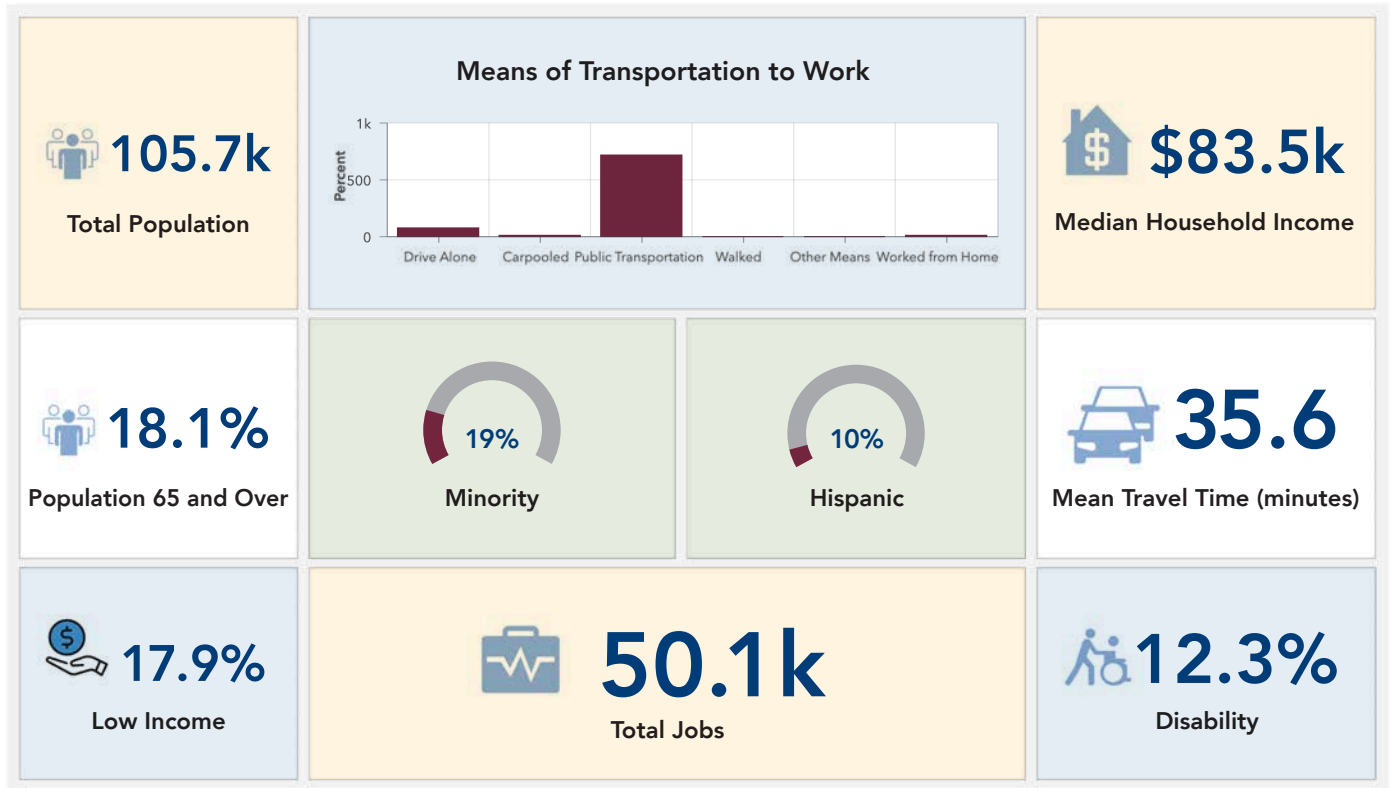 105.7k
Total Population
Means of Transportation to Work
Percent
1k
500
0
Drive Alone Carpooled Public Transportation Walked Other Means Worked from Home
$
$83.5k
Median Household Income
18.1%
Population 65 and Over
19%
Minority
10%
Hispanic
35.6
Mean Travel Time (minutes)
$
17.9%
Low Income
50.1k
Total Jobs
12.3%
Disability